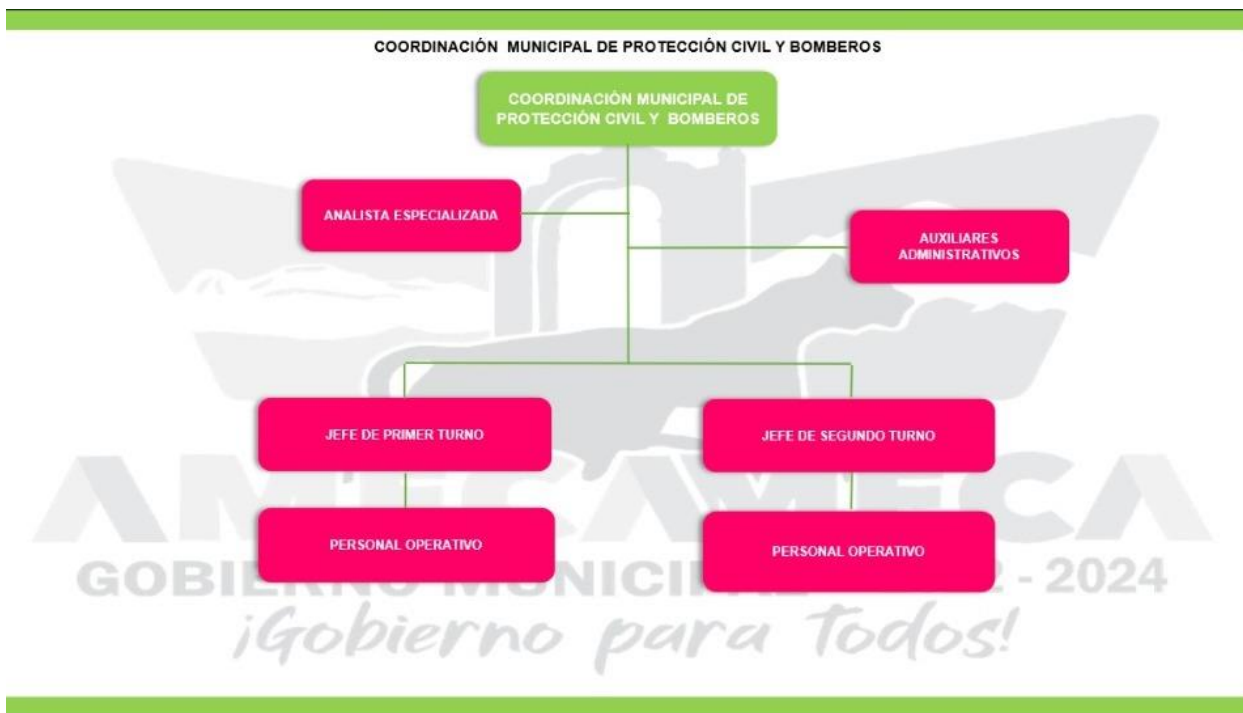 COORDINACIÓN MUNICIPAL DE PROTECCIÓN CIVIL Y BOMBEROS
COORDINACIÓN MUNICIPAL DE
PROTECCIÓN CIVIL Y BOMBEROS
ANALISTA ESPECIALIZADA
AUXILIARES
ADMINISTRATIVOS
JEFE DE PRIMER TURNO
JEFE DE SEGUNDO TURNO
PERSONAL OPERATIVO
PERSONAL OPERATIVO
AMECAMECA
GOBIERNO MUNICIPAL - 2024
¡Gobierno para Todos!